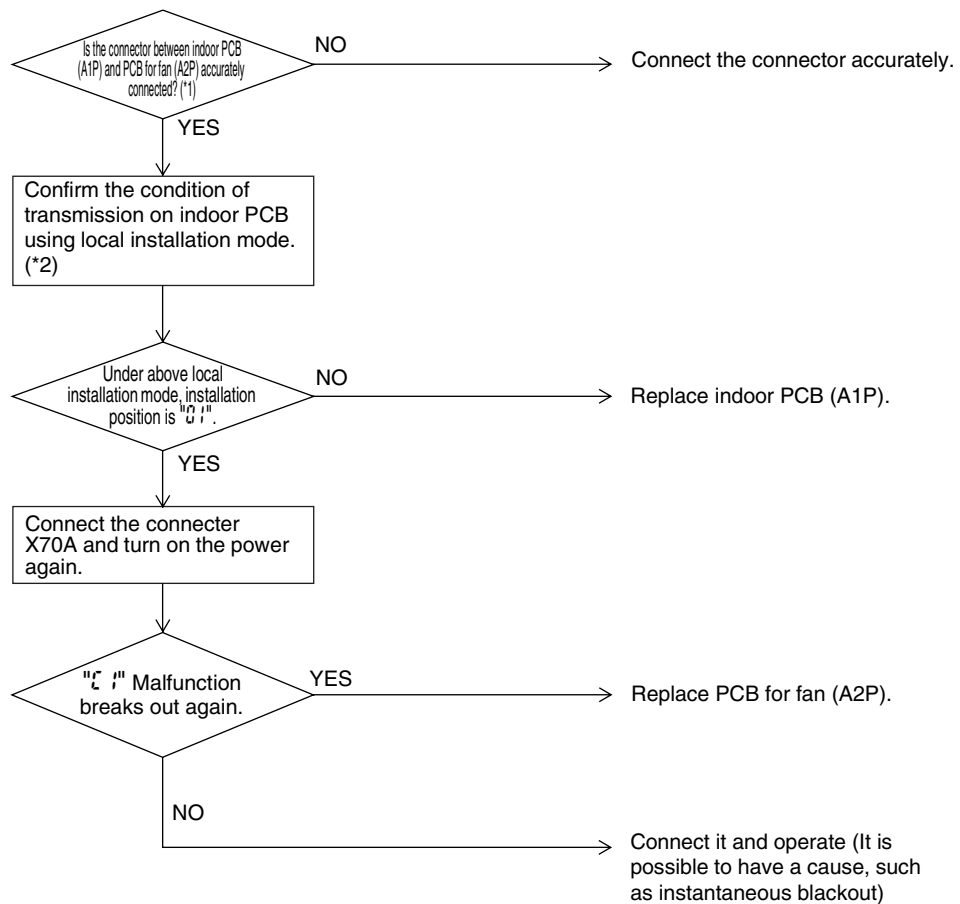 Is the connector between indoor PCB
(A1P) and PCB for fan (A2P) accurately
connected? (*1)
NO
Connect the connector accurately.
YES
Confirm the condition of
transmission on indoor PCB
using local installation mode.
(*2)
Under above local
installation mode, installation
position is "01".
NO
Replace indoor PCB (A1P).
YES
Connect the connecter
X70A and turn on the power
again.
"C1" Malfunction
breaks out again.
YES
Replace PCB for fan (A2P).
NO
Connect it and operate (It is
possible to have a cause, such
as instantaneous blackout)